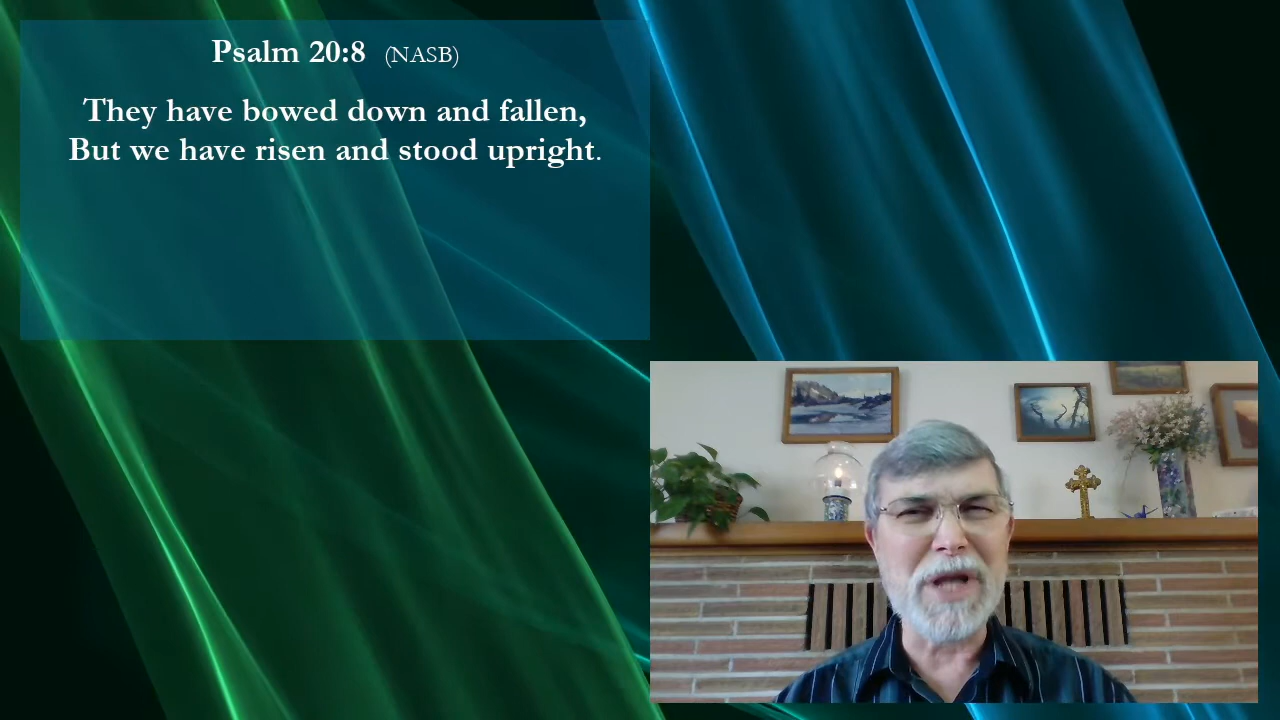 Psalm 20:8 (NASB)
They have bowed down and fallen,
But we have risen and stood upright.